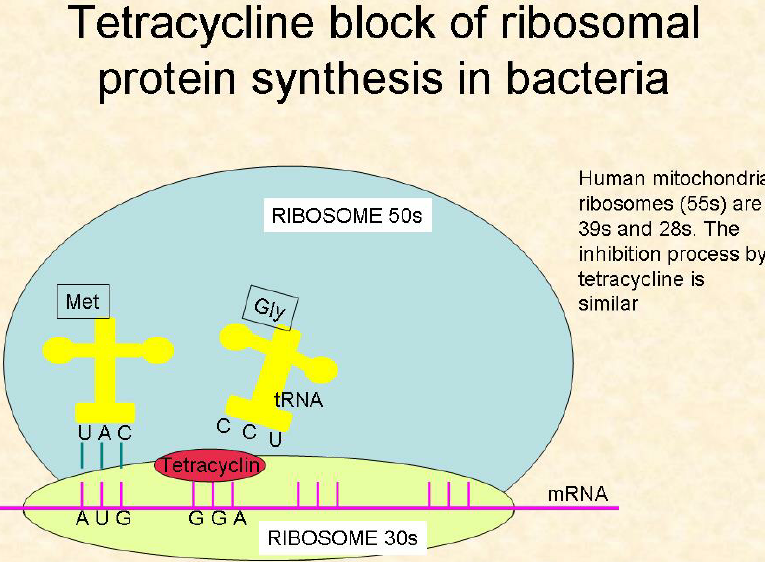 Tetracycline block of ribosomal
protein synthesis in bacteria
Human mitochondria
ribosomes (55s) are
39s and 28s. The
inhibition process by
tetracycline is
similar
RIBOSOME 50s
Met
Gly
tRNA
U A C
C C U
Tetracyclin
mRNA
A U G
G G A
RIBOSOME 30s